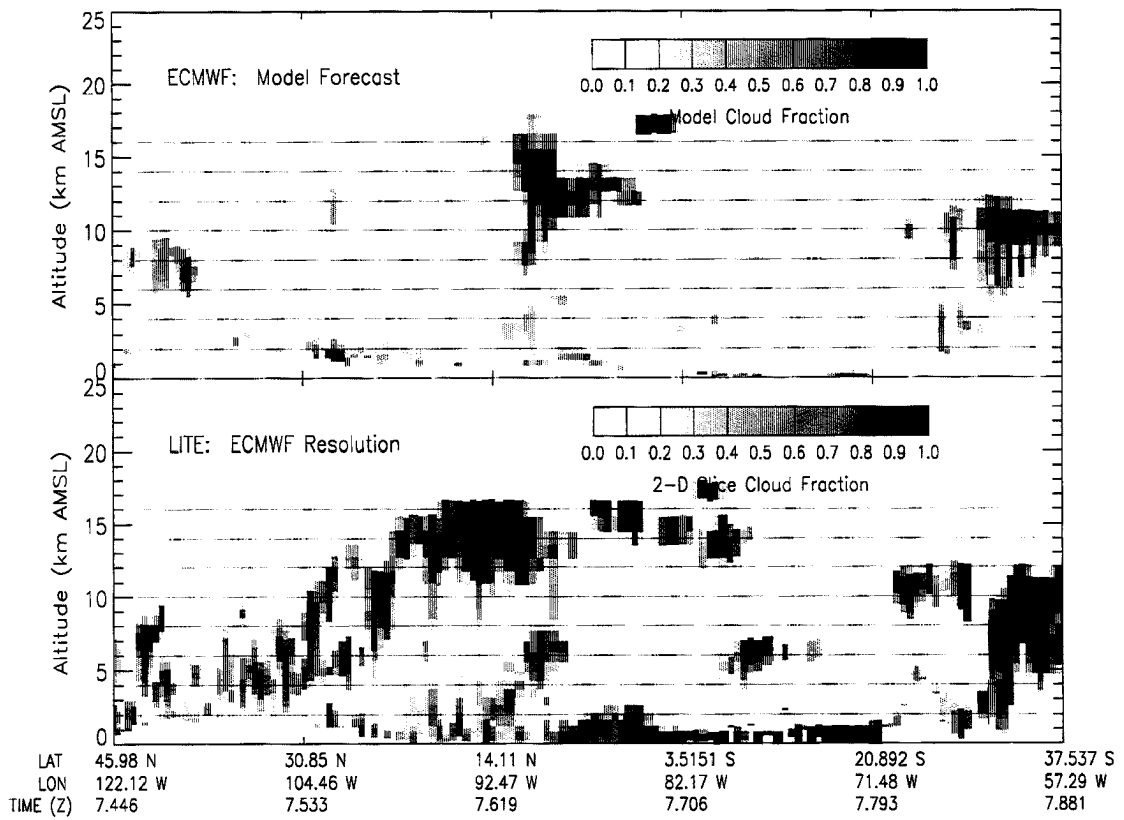 25
20
15
10
5
0
Altitude (km AMSL)
ECMWF: Model Forecast
0.0 0.1 0.2 0.3 0.4 0.5 0.6 0.7 0.8 0.9 1.0
Model Cloud Fraction
25
20
15
10
5
0
Altitude (km AMSL)
LITE: ECMWF Resolution
0.0 0.1 0.2 0.3 0.4 0.5 0.6 0.7 0.8 0.9 1.0
2-D Slice Cloud Fraction
LAT 45.98 N 30.85 N 14.11 N 3.5151 S 20.892 S 37.537 S
LON 122.12 W 104.46 W 92.47 W 82.17 W 71.48 W 57.29 W
TIME (Z) 7.446 7.533 7.619 7.706 7.793 7.881